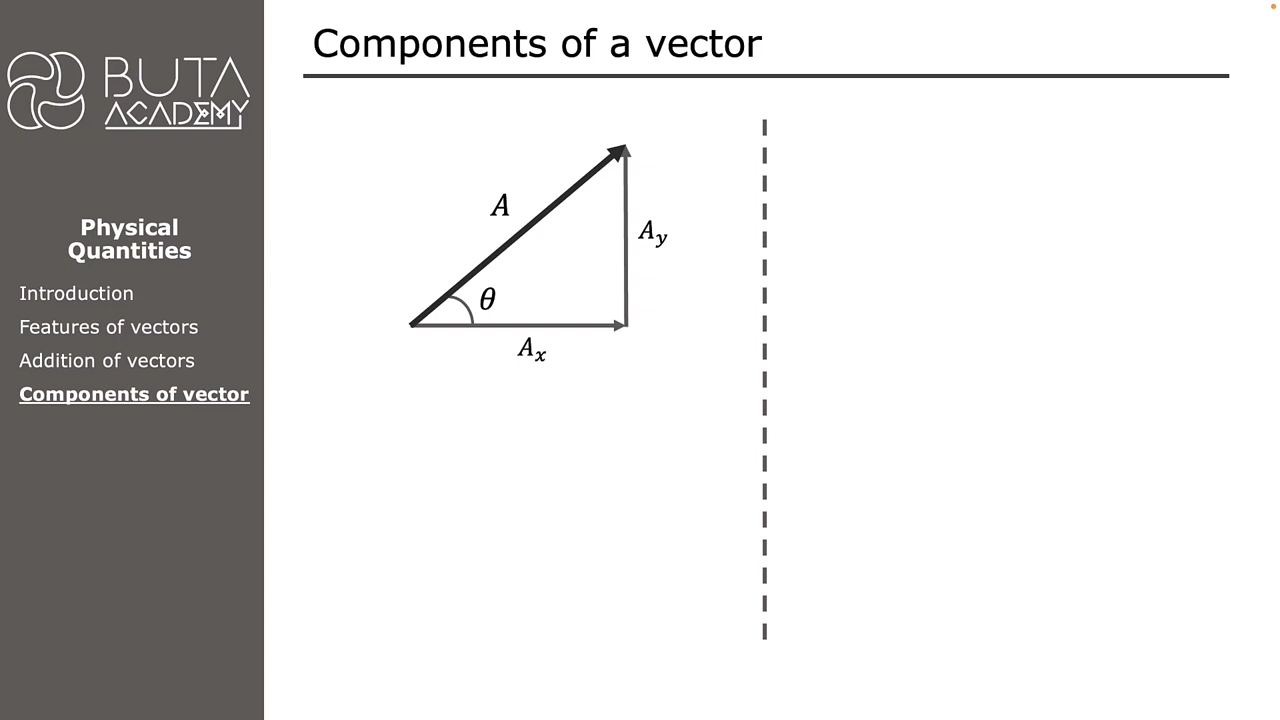 BUTA
ACADEMY
Physical
Quantities
Introduction
Features of vectors
Addition of vectors
Components of vector
Components of a vector
A
A_y
θ
A_x